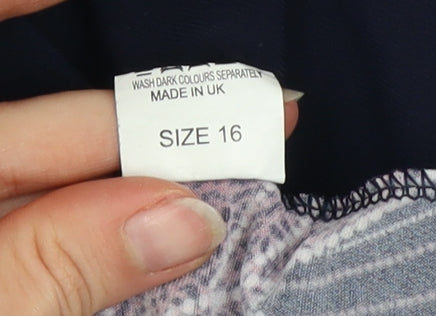 WASH DARK COLOURS SEPARATELY
MADE IN UK
SIZE 16